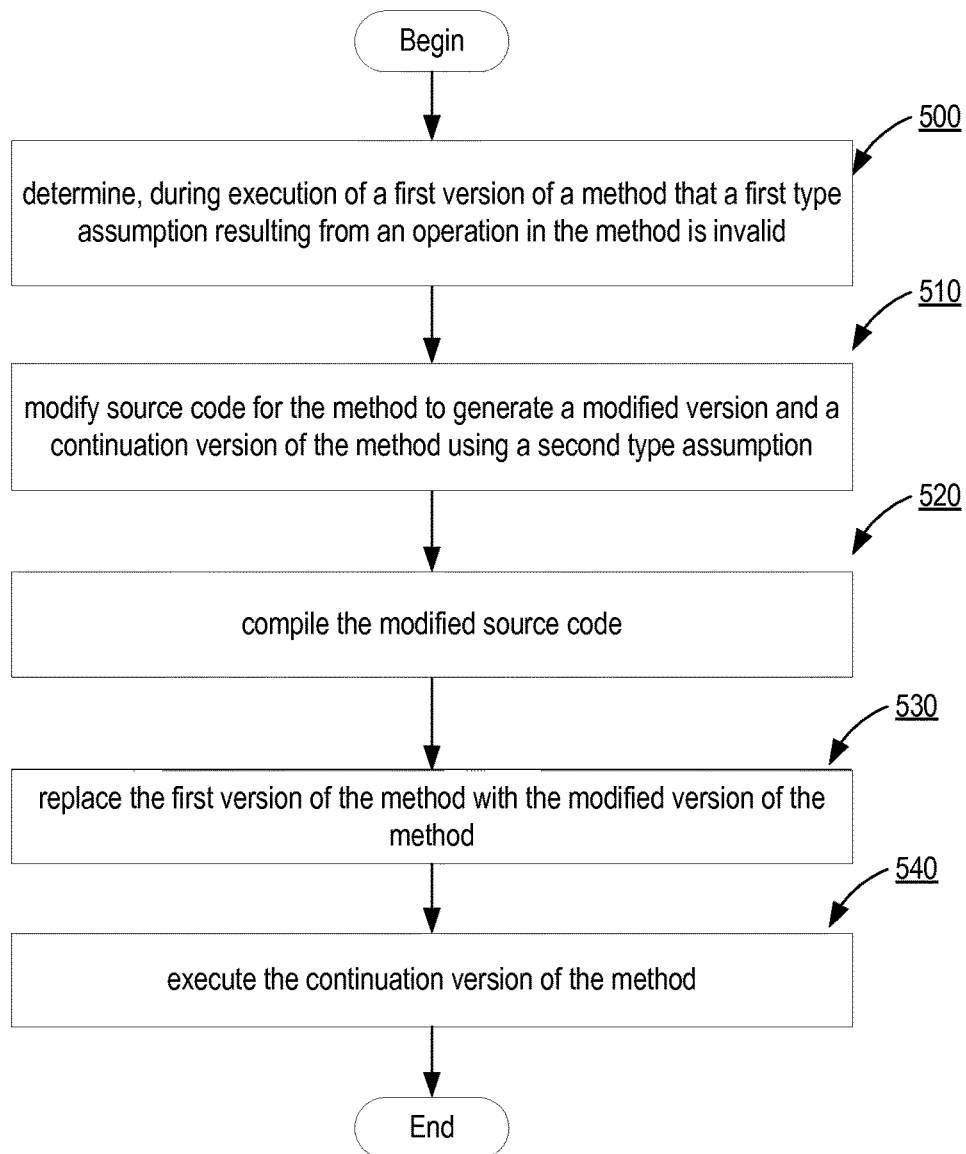 Begin
500
determine, during execution of a first version of a method that a first type
assumption resulting from an operation in the method is invalid
510
modify source code for the method to generate a modified version and a
continuation version of the method using a second type assumption
520
compile the modified source code
530
replace the first version of the method with the modified version of the
method
540
execute the continuation version of the method
End